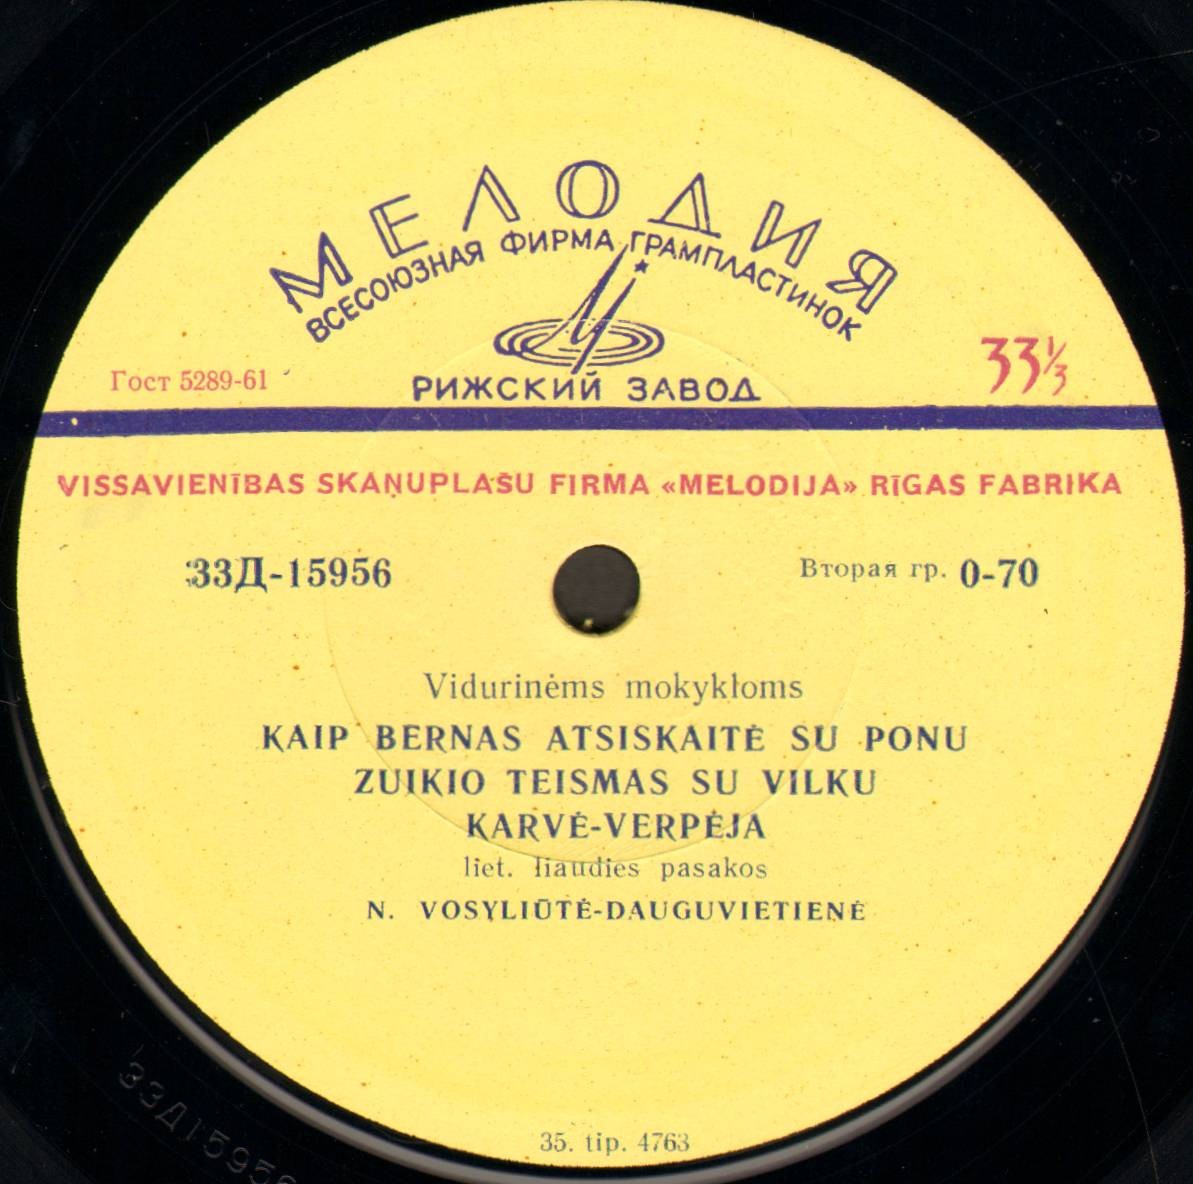 МЕЛОДИЯ
ВСЕСОЮЗНАЯ ФИРМА ГРАМПЛАСТИНОК
РИЖСКИЙ ЗАВОД
Гост 5289-61
33⅓
VISSAVIENĪBAS SKAŅUPLAŠU FIRMA «MELODIJA» RĪGAS FABRIKA
33Д-15956
Вторая гр. 0-70
Vidurinėms mokykloms
KAIP BERNAS ATSISKAITĖ SU PONU
ZUIKIO TEISMAS SU VILKU
KARVĖ-VERPĖJA
liet. liaudies pasakos
N. VOSYLIŪTĖ-DAUGUVIETIENĖ
35. tip. 4763
33Д15956